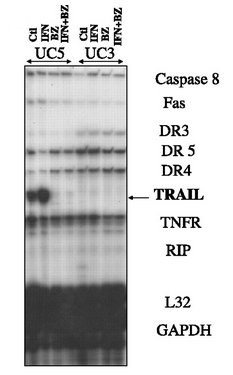 Ctl
IFN
BZ
IFN+BZ
Ctl
IFN
BZ
IFN+BZ
UC5 UC3
Caspase 8
Fas
DR3
DR 5
DR4
TRAIL
TNFR
RIP
L32
GAPDH